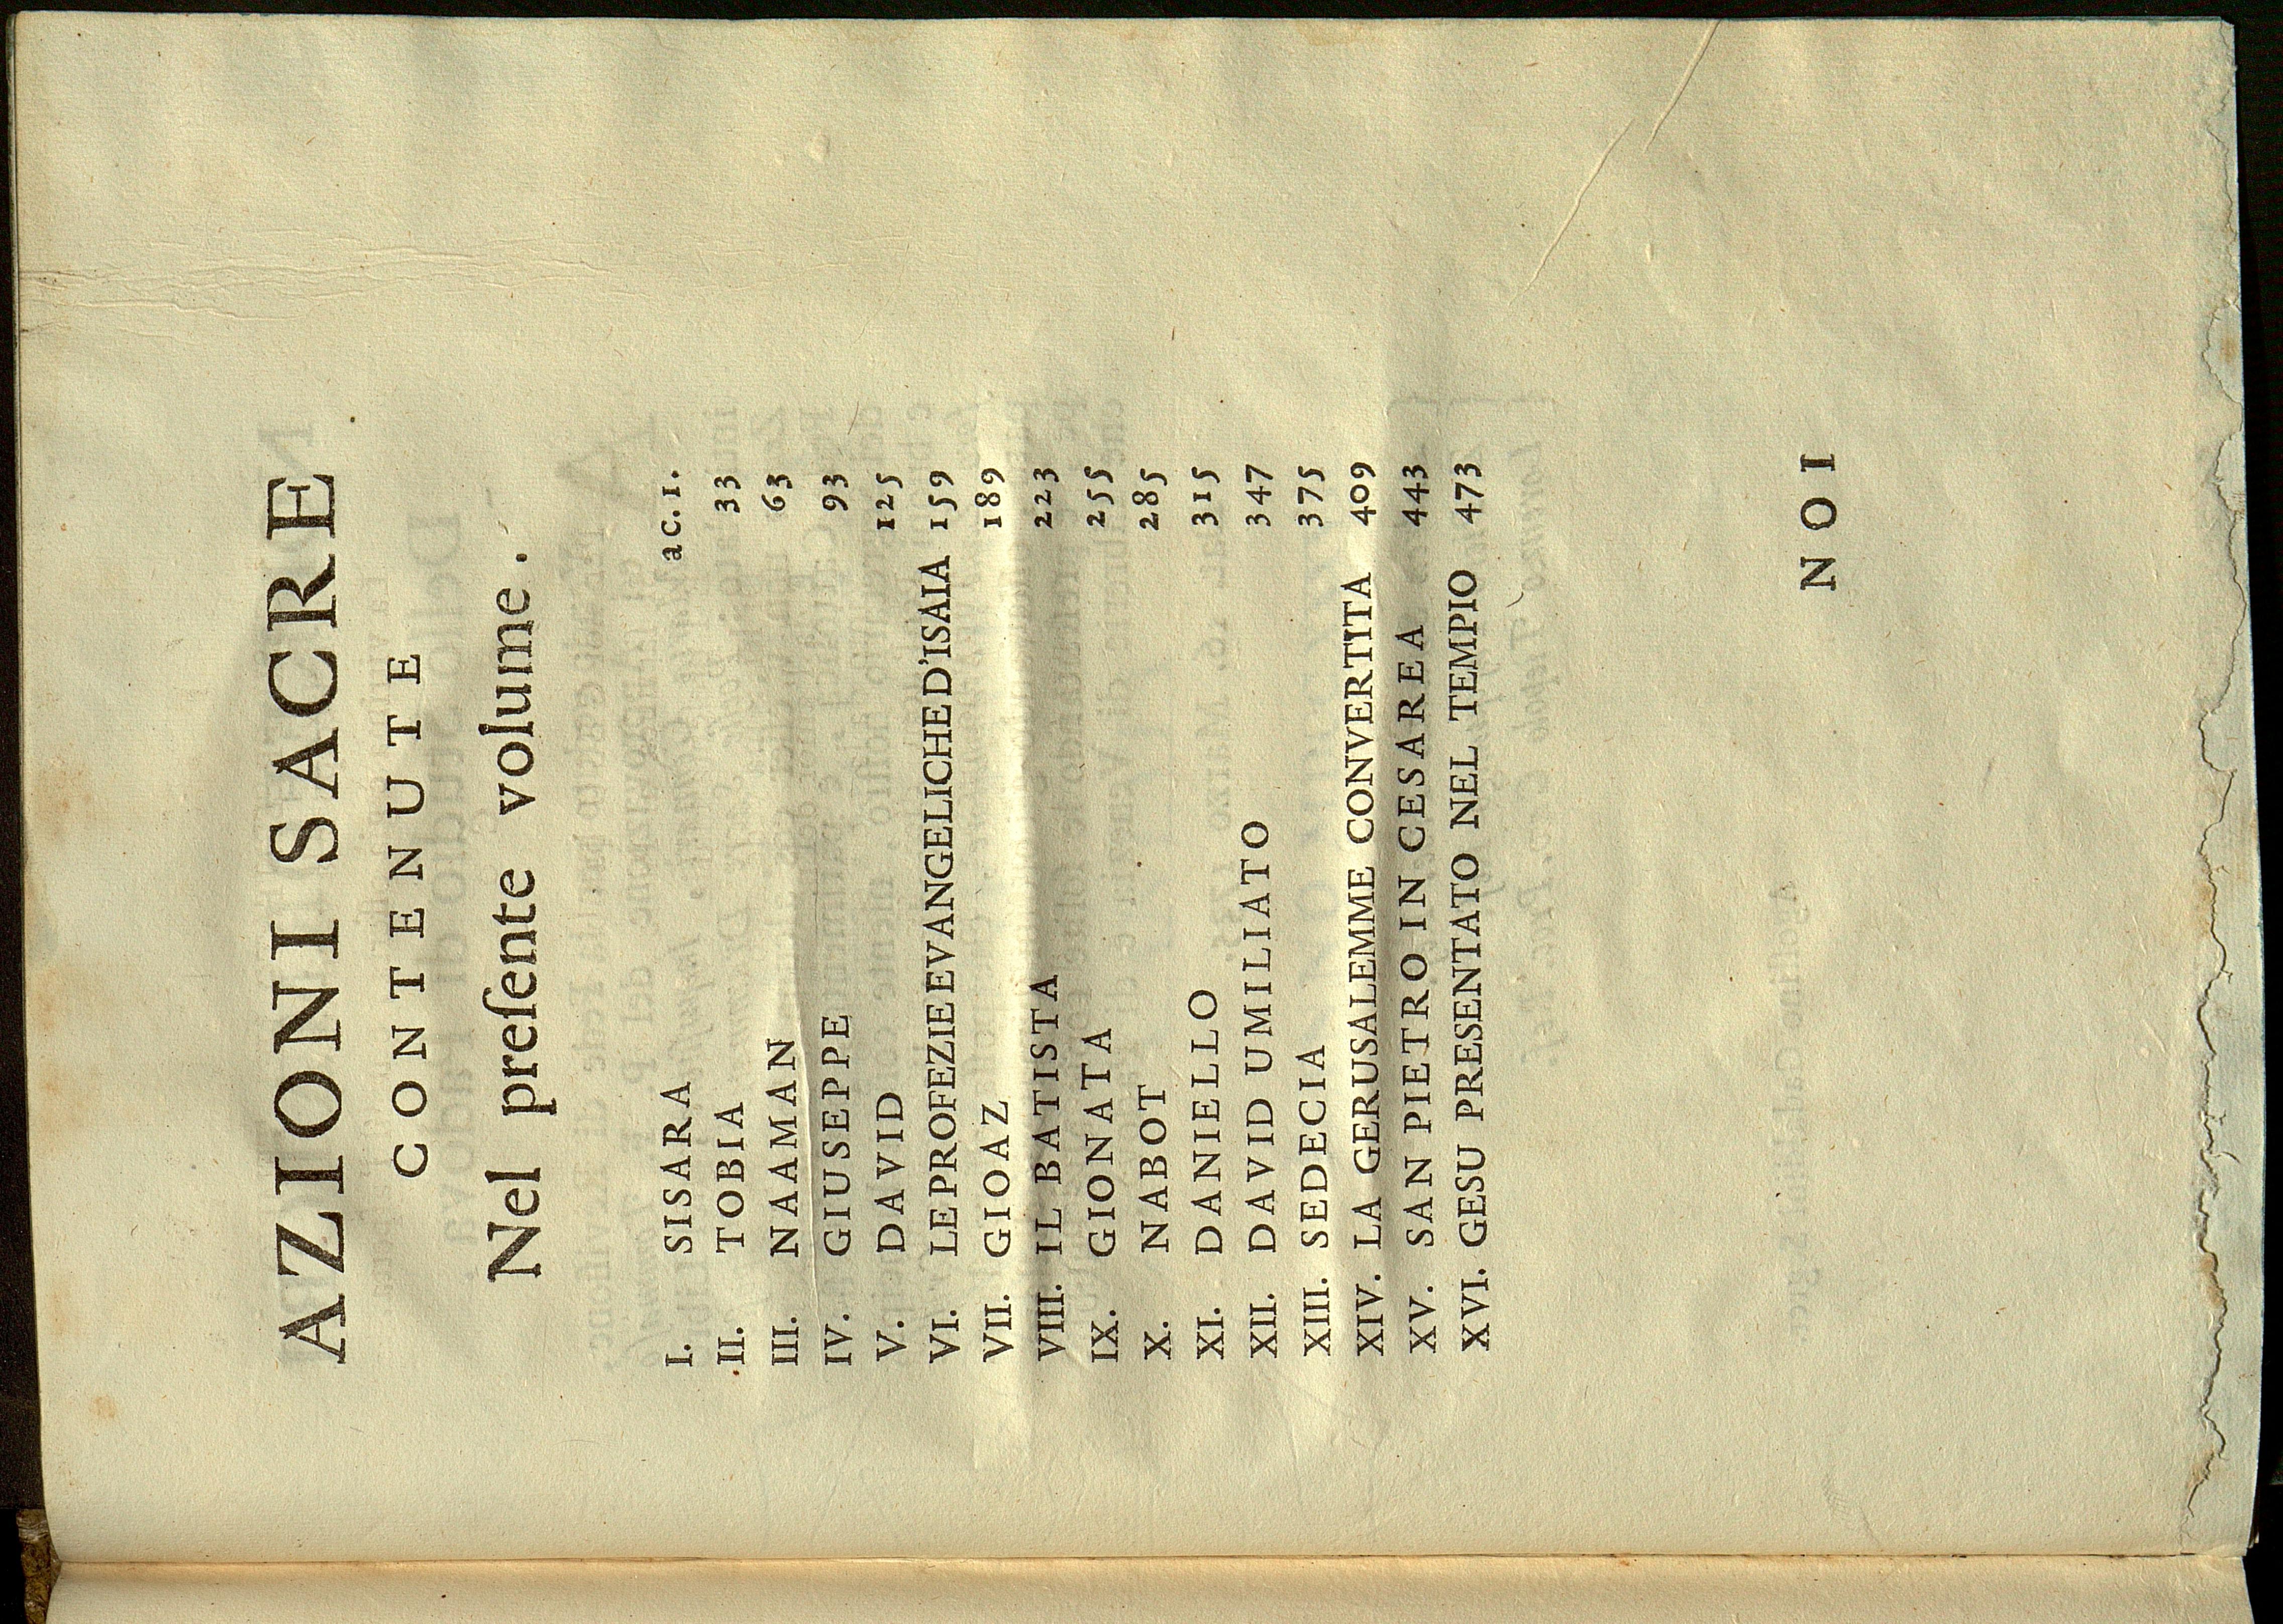 AZIONI SACRE
CONTENUTE
Nel preſente volume.
I. SISARA ac.1.
II. TOBIA 33
III. NAAMAN 63
IV. GIUSEPPE 93
V. DAVID 125
VI. LE PROFEZIE EVANGELICHE D'ISAIA 159
VII. GIOAZ 189
VIII. IL BATISTA 223
IX. GIONATA 255
X. NABOT 285
XI. DANIELLO 315
XII. DAVID UMILIATO 347
XIII. SEDECIA 375
XIV. LA GERUSALEMME CONVERTITA 409
XV. SAN PIETRO IN CESAREA 443
XVI. GESU PRESENTATO NEL TEMPIO 473
NOI